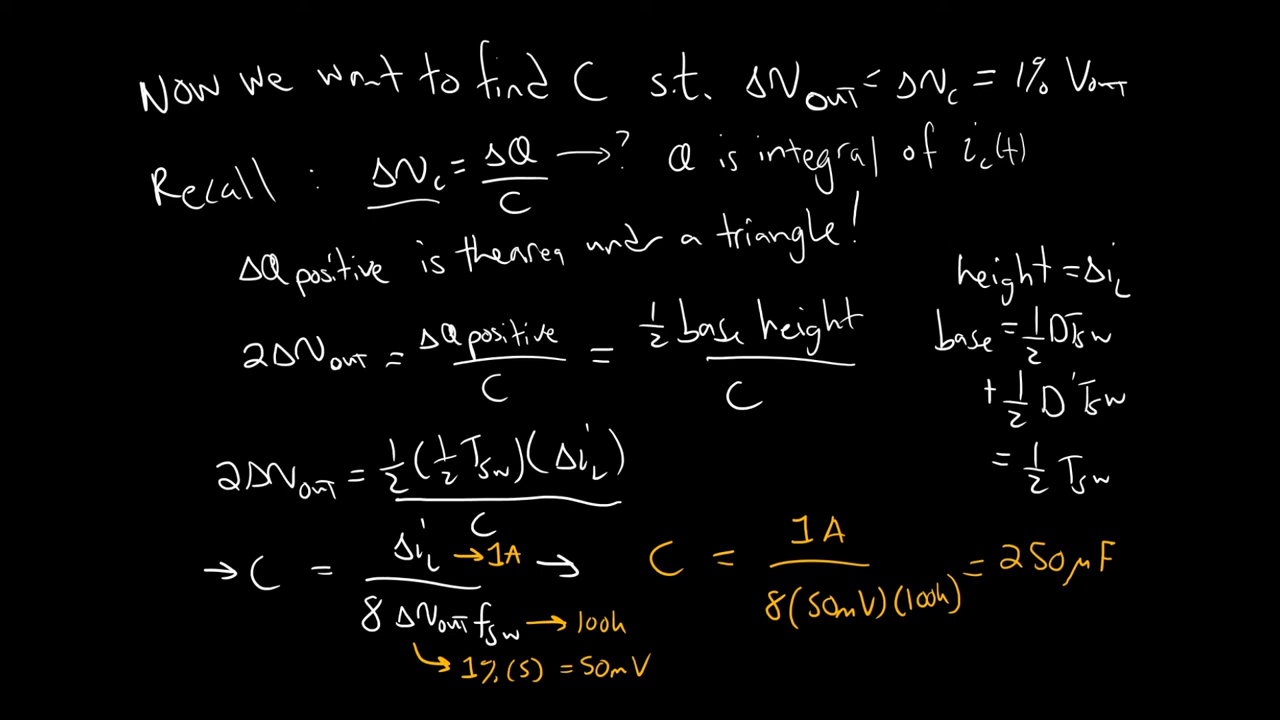 Now we want to find C s.t. ΔV_OUT = ΔV_C = 1% V_OUT
Recall : ΔV_C = ΔQ / C → ? Q is integral of i_C(t)
ΔQ positive is the area under a triangle!
height = Δi_L
base = 1/2 DT_sw
+ 1/2 D'T_sw
= 1/2 T_sw
2ΔV_OUT = ΔQ positive / C = 1/2 base height / C
2ΔV_OUT = 1/2 (1/2 T_sw)(Δi_L) / C
→ C = Δi_L / 8 ΔV_OUT f_sw →
→ 1A
→ 100k
↳ 1% (5) = 50mV
C = 1A / 8(50mV)(100k) = 250μF